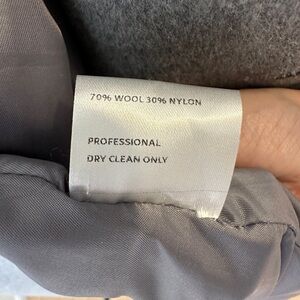 70% WOOL 30% NYLON
PROFESSIONAL
DRY CLEAN ONLY